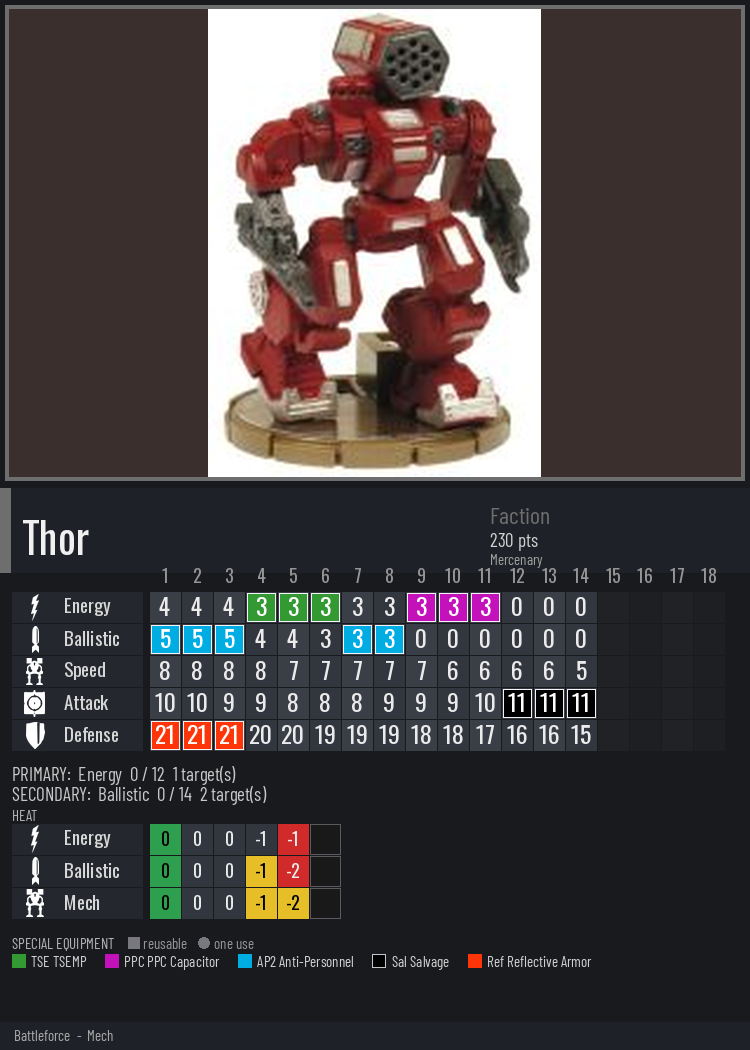 Thor
Faction
230 pts
Mercenary
1 2 3 4 5 6 7 8 9 10 11 12 13 14 15 16 17 18
Energy 4 4 4 3 3 3 3 3 3 3 3 0 0 0
Ballistic 5 5 5 4 4 3 3 3 0 0 0 0 0 0
Speed 8 8 8 8 7 7 7 7 7 6 6 6 6 5
Attack 10 10 9 9 8 8 8 9 9 9 10 11 11 11
Defense 21 21 21 20 20 19 19 19 18 18 17 16 16 15
PRIMARY: Energy 0 / 12 1 target(s)
SECONDARY: Ballistic 0 / 14 2 target(s)
HEAT
Energy 0 0 0 -1 -1
Ballistic 0 0 0 -1 -2
Mech 0 0 0 -1 -2
SPECIAL EQUIPMENT reusable one use
TSE TSEMP PPC PPC Capacitor AP2 Anti-Personnel Sal Salvage Ref Reflective Armor
Battleforce - Mech